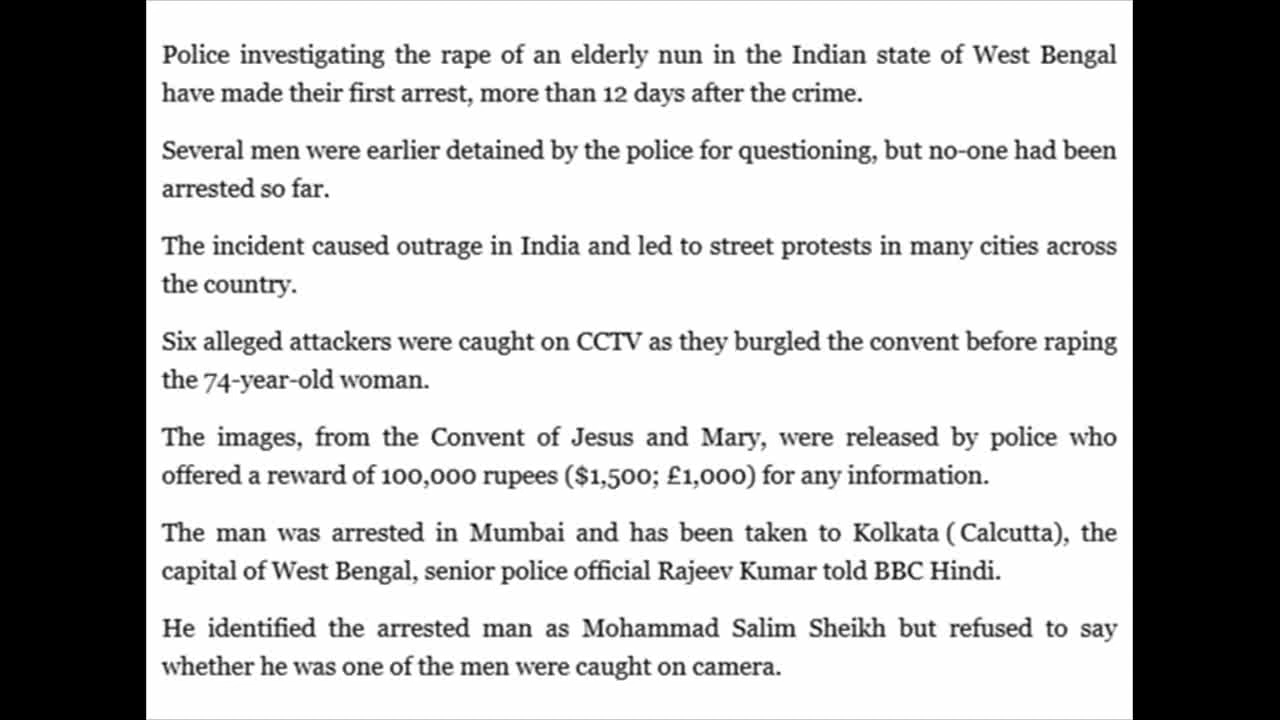 Police investigating the rape of an elderly nun in the Indian state of West Bengal
have made their first arrest, more than 12 days after the crime.
Several men were earlier detained by the police for questioning, but no-one had been
arrested so far.
The incident caused outrage in India and led to street protests in many cities across
the country.
Six alleged attackers were caught on CCTV as they burgled the convent before raping
the 74-year-old woman.
The images, from the Convent of Jesus and Mary, were released by police who
offered a reward of 100,000 rupees ($1,500; £1,000) for any information.
The man was arrested in Mumbai and has been taken to Kolkata ( Calcutta), the
capital of West Bengal, senior police official Rajeev Kumar told BBC Hindi.
He identified the arrested man as Mohammad Salim Sheikh but refused to say
whether he was one of the men were caught on camera.